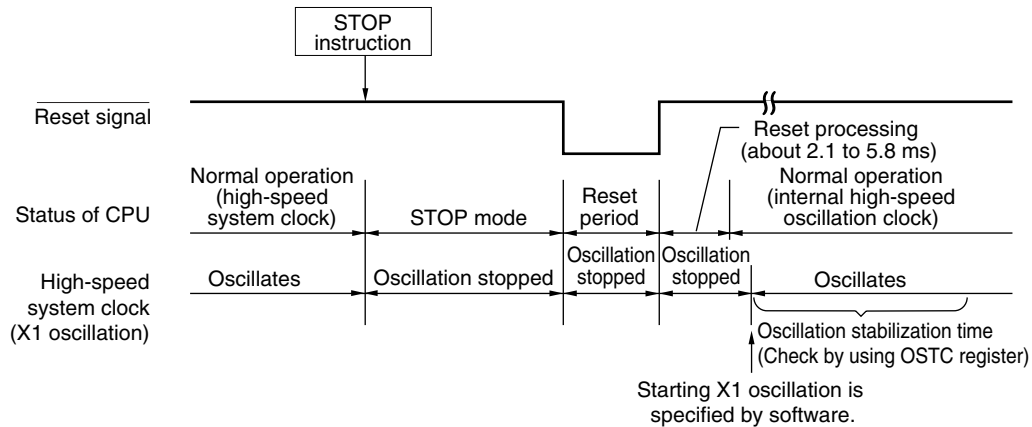 STOP
instruction
Reset signal
Reset processing
(about 2.1 to 5.8 ms)
Status of CPU
Normal operation
(high-speed
system clock)
STOP mode
Reset
period
Normal operation
(internal high-speed
oscillation clock)
High-speed
system clock
(X1 oscillation)
Oscillates
Oscillation stopped
Oscillation
stopped
Oscillation
stopped
Oscillates
Oscillation stabilization time
(Check by using OSTC register)
Starting X1 oscillation is
specified by software.